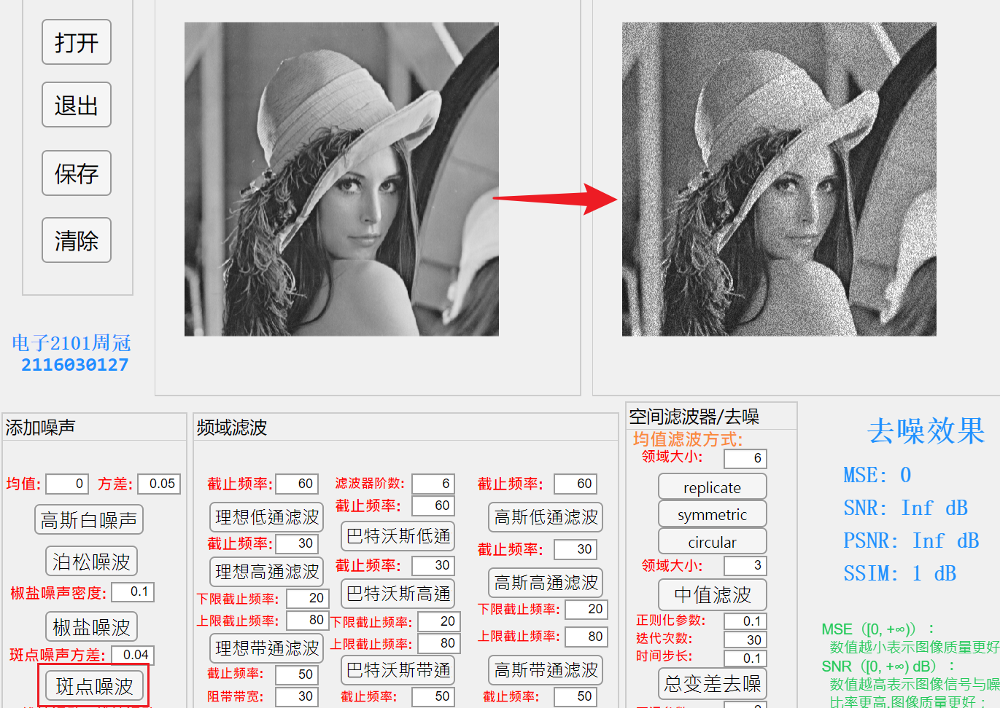 打开
退出
保存
清除
电子2101周冠
2116030127
添加噪声
均值: 0 方差: 0.05
高斯白噪声
泊松噪波
椒盐噪声密度: 0.1
椒盐噪波
斑点噪声方差: 0.04
斑点噪波
频域滤波
截止频率: 60
理想低通滤波
截止频率: 30
理想高通滤波
下限截止频率: 20
上限截止频率: 80
理想带通滤波
截止频率: 50
阻带带宽: 30
滤波器阶数: 6
截止频率: 60
巴特沃斯低通
截止频率: 30
巴特沃斯高通
下限截止频率: 20
上限截止频率: 80
巴特沃斯带通
截止频率: 50
截止频率: 60
高斯低通滤波
截止频率: 30
高斯高通滤波
下限截止频率: 20
上限截止频率: 80
高斯带通滤波
截止频率: 50
空间滤波器/去噪
均值滤波方式:
领域大小: 6
replicate
symmetric
circular
领域大小: 3
中值滤波
正则化参数: 0.1
迭代次数: 30
时间步长: 0.1
总变差去噪
去噪效果
MSE: 0
SNR: Inf dB
PSNR: Inf dB
SSIM: 1 dB
MSE（[0, +∞)）：
数值越小表示图像质量更好
SNR（[0, +∞) dB）：
数值越高表示图像信号与噪
比率更高,图像质量更好；